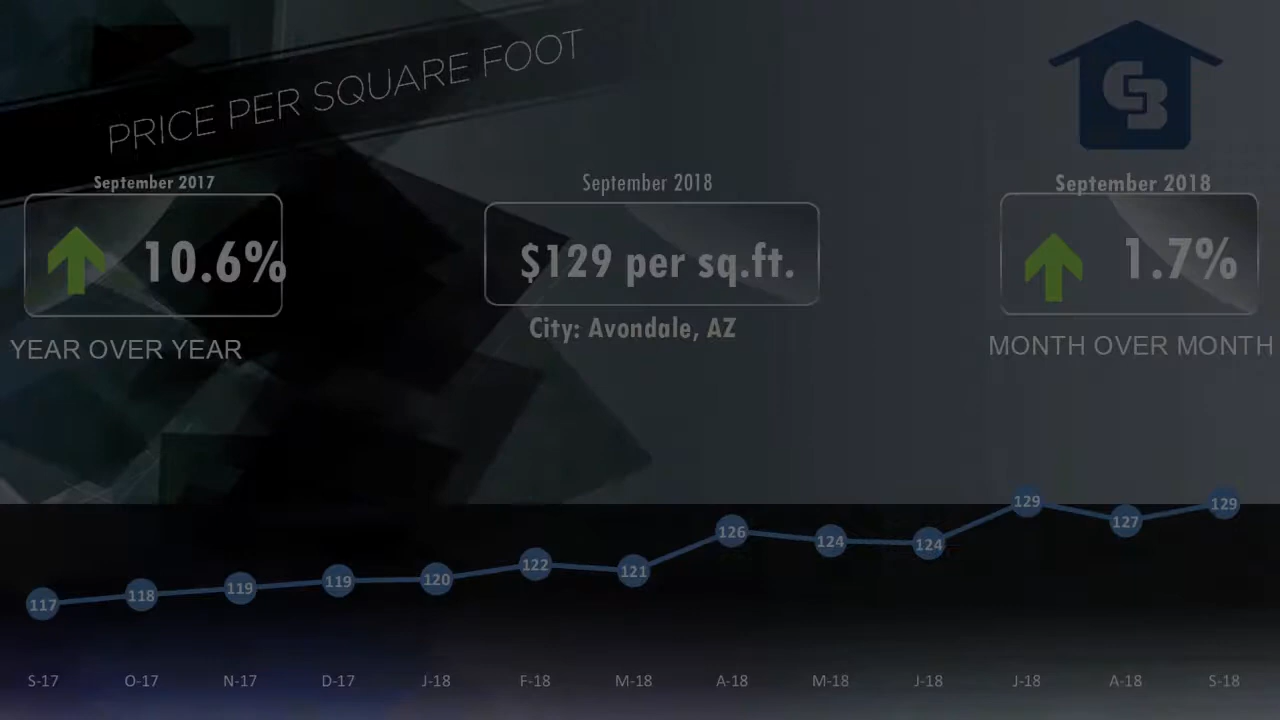 PRICE PER SQUARE FOOT
CB
September 2017
10.6%
YEAR OVER YEAR
September 2018
$129 per sq.ft.
City: Avondale, AZ
September 2018
1.7%
MONTH OVER MONTH
117 118 119 119 120 122 121 126 124 124 129 127 129
S-17 O-17 N-17 D-17 J-18 F-18 M-18 A-18 M-18 J-18 J-18 A-18 S-18